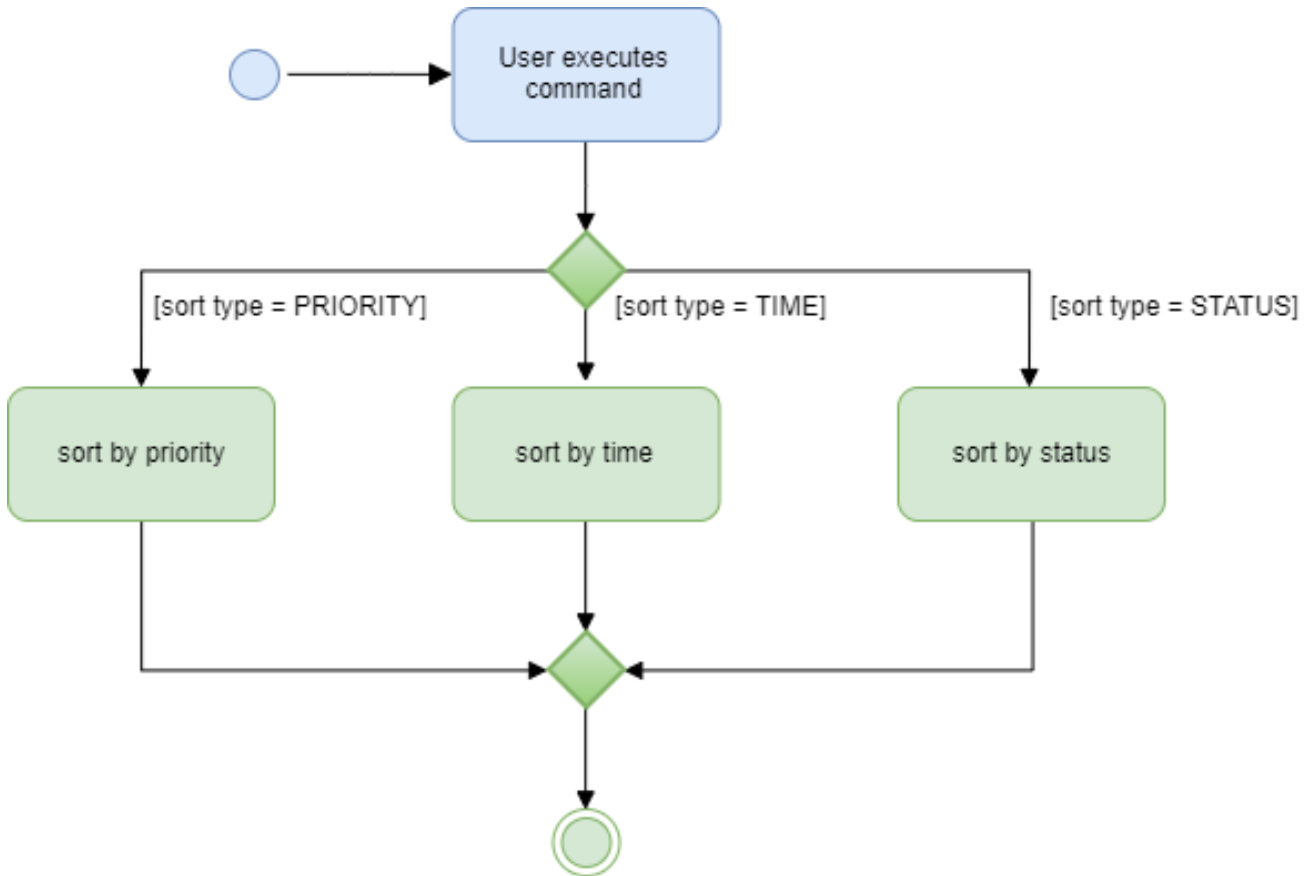 User executes
command
[sort type = PRIORITY]
[sort type = TIME]
[sort type = STATUS]
sort by priority
sort by time
sort by status